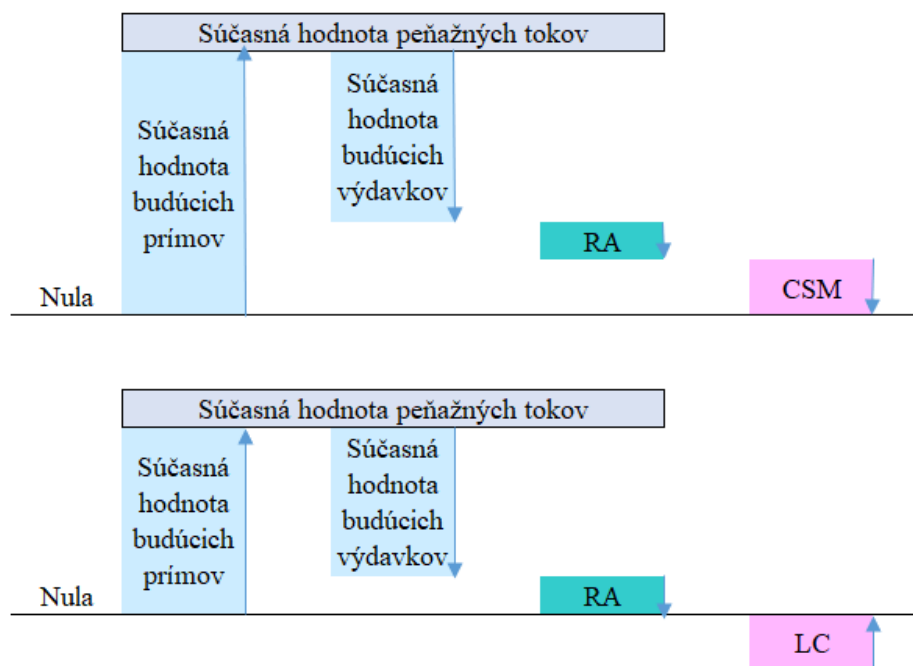 Súčasná hodnota peňažných tokov
Súčasná
hodnota
budúcich
prímov
Súčasná
hodnota
budúcich
výdavkov
RA
CSM
Nula
Súčasná hodnota peňažných tokov
Súčasná
hodnota
budúcich
prímov
Súčasná
hodnota
budúcich
výdavkov
RA
Nula
LC